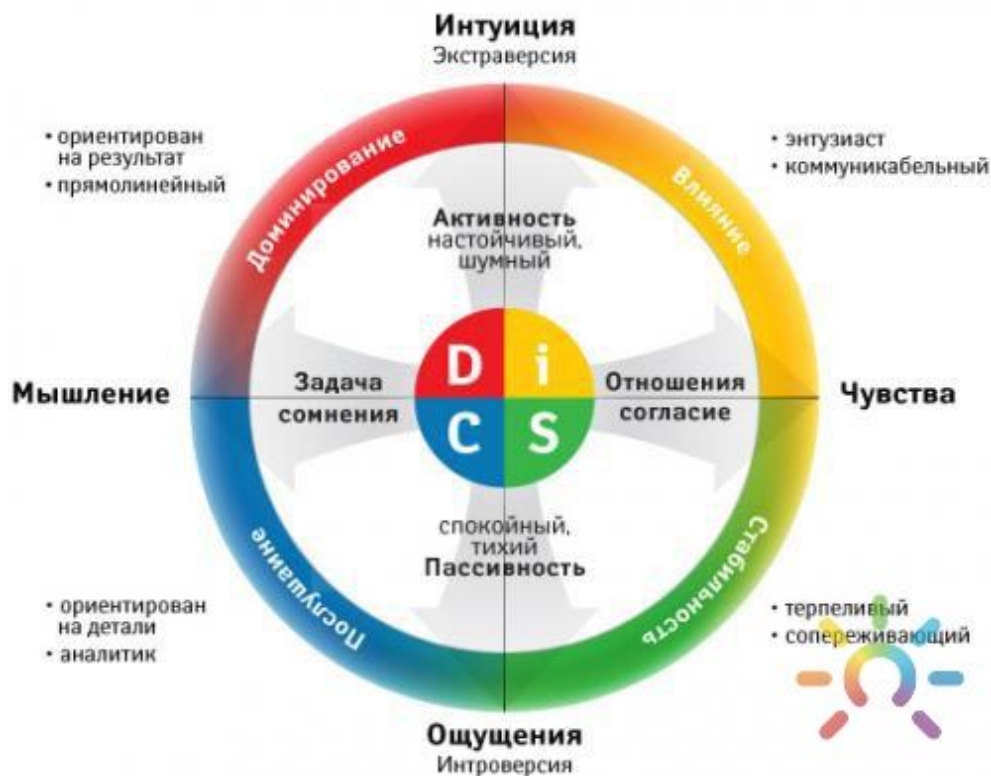 Интуиция
Экстраверсия
• ориентирован
на результат
• прямолинейный
• энтузиаст
• коммуникабельный
Доминирование
Влияние
Активность
настойчивый,
шумный
D i
C S
Мышление
Задача
сомнения
Отношения
согласие
Чувства
спокойный,
тихий
Пассивность
Послушание
Стабильность
• ориентирован
на детали
• аналитик
• терпеливый
• сопереживающий
Ощущения
Интроверсия